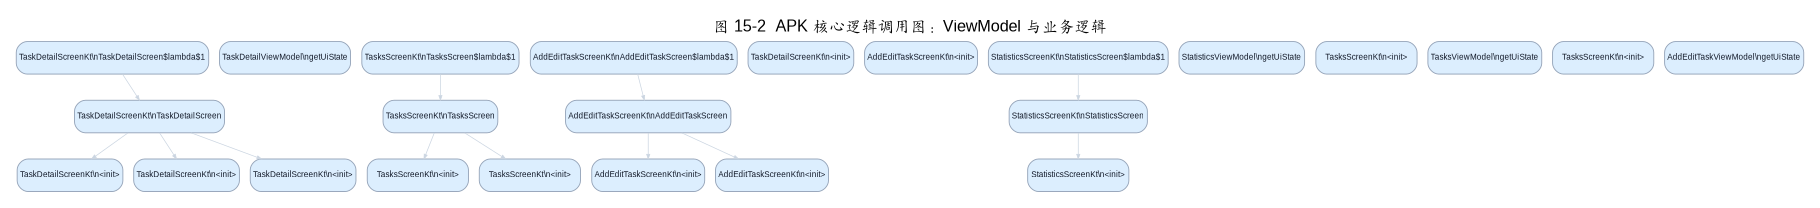 图 15-2 APK 核心逻辑调用图：ViewModel 与业务逻辑
TaskDetailScreenKt\nTaskDetailScreen$lambda$1
TaskDetailViewModel\ngetUiState
TasksScreenKt\nTasksScreen$lambda$1
AddEditTaskScreenKt\nAddEditTaskScreen$lambda$1
TaskDetailScreenKt\n<init>
AddEditTaskScreenKt\n<init>
StatisticsScreenKt\nStatisticsScreen$lambda$1
StatisticsViewModel\ngetUiState
TasksScreenKt\n<init>
TasksViewModel\ngetUiState
TasksScreenKt\n<init>
AddEditTaskViewModel\ngetUiState
TaskDetailScreenKt\nTaskDetailScreen
TasksScreenKt\nTasksScreen
AddEditTaskScreenKt\nAddEditTaskScreen
StatisticsScreenKt\nStatisticsScreen
TaskDetailScreenKt\n<init>
TaskDetailScreenKt\n<init>
TaskDetailScreenKt\n<init>
TasksScreenKt\n<init>
TasksScreenKt\n<init>
AddEditTaskScreenKt\n<init>
AddEditTaskScreenKt\n<init>
StatisticsScreenKt\n<init>